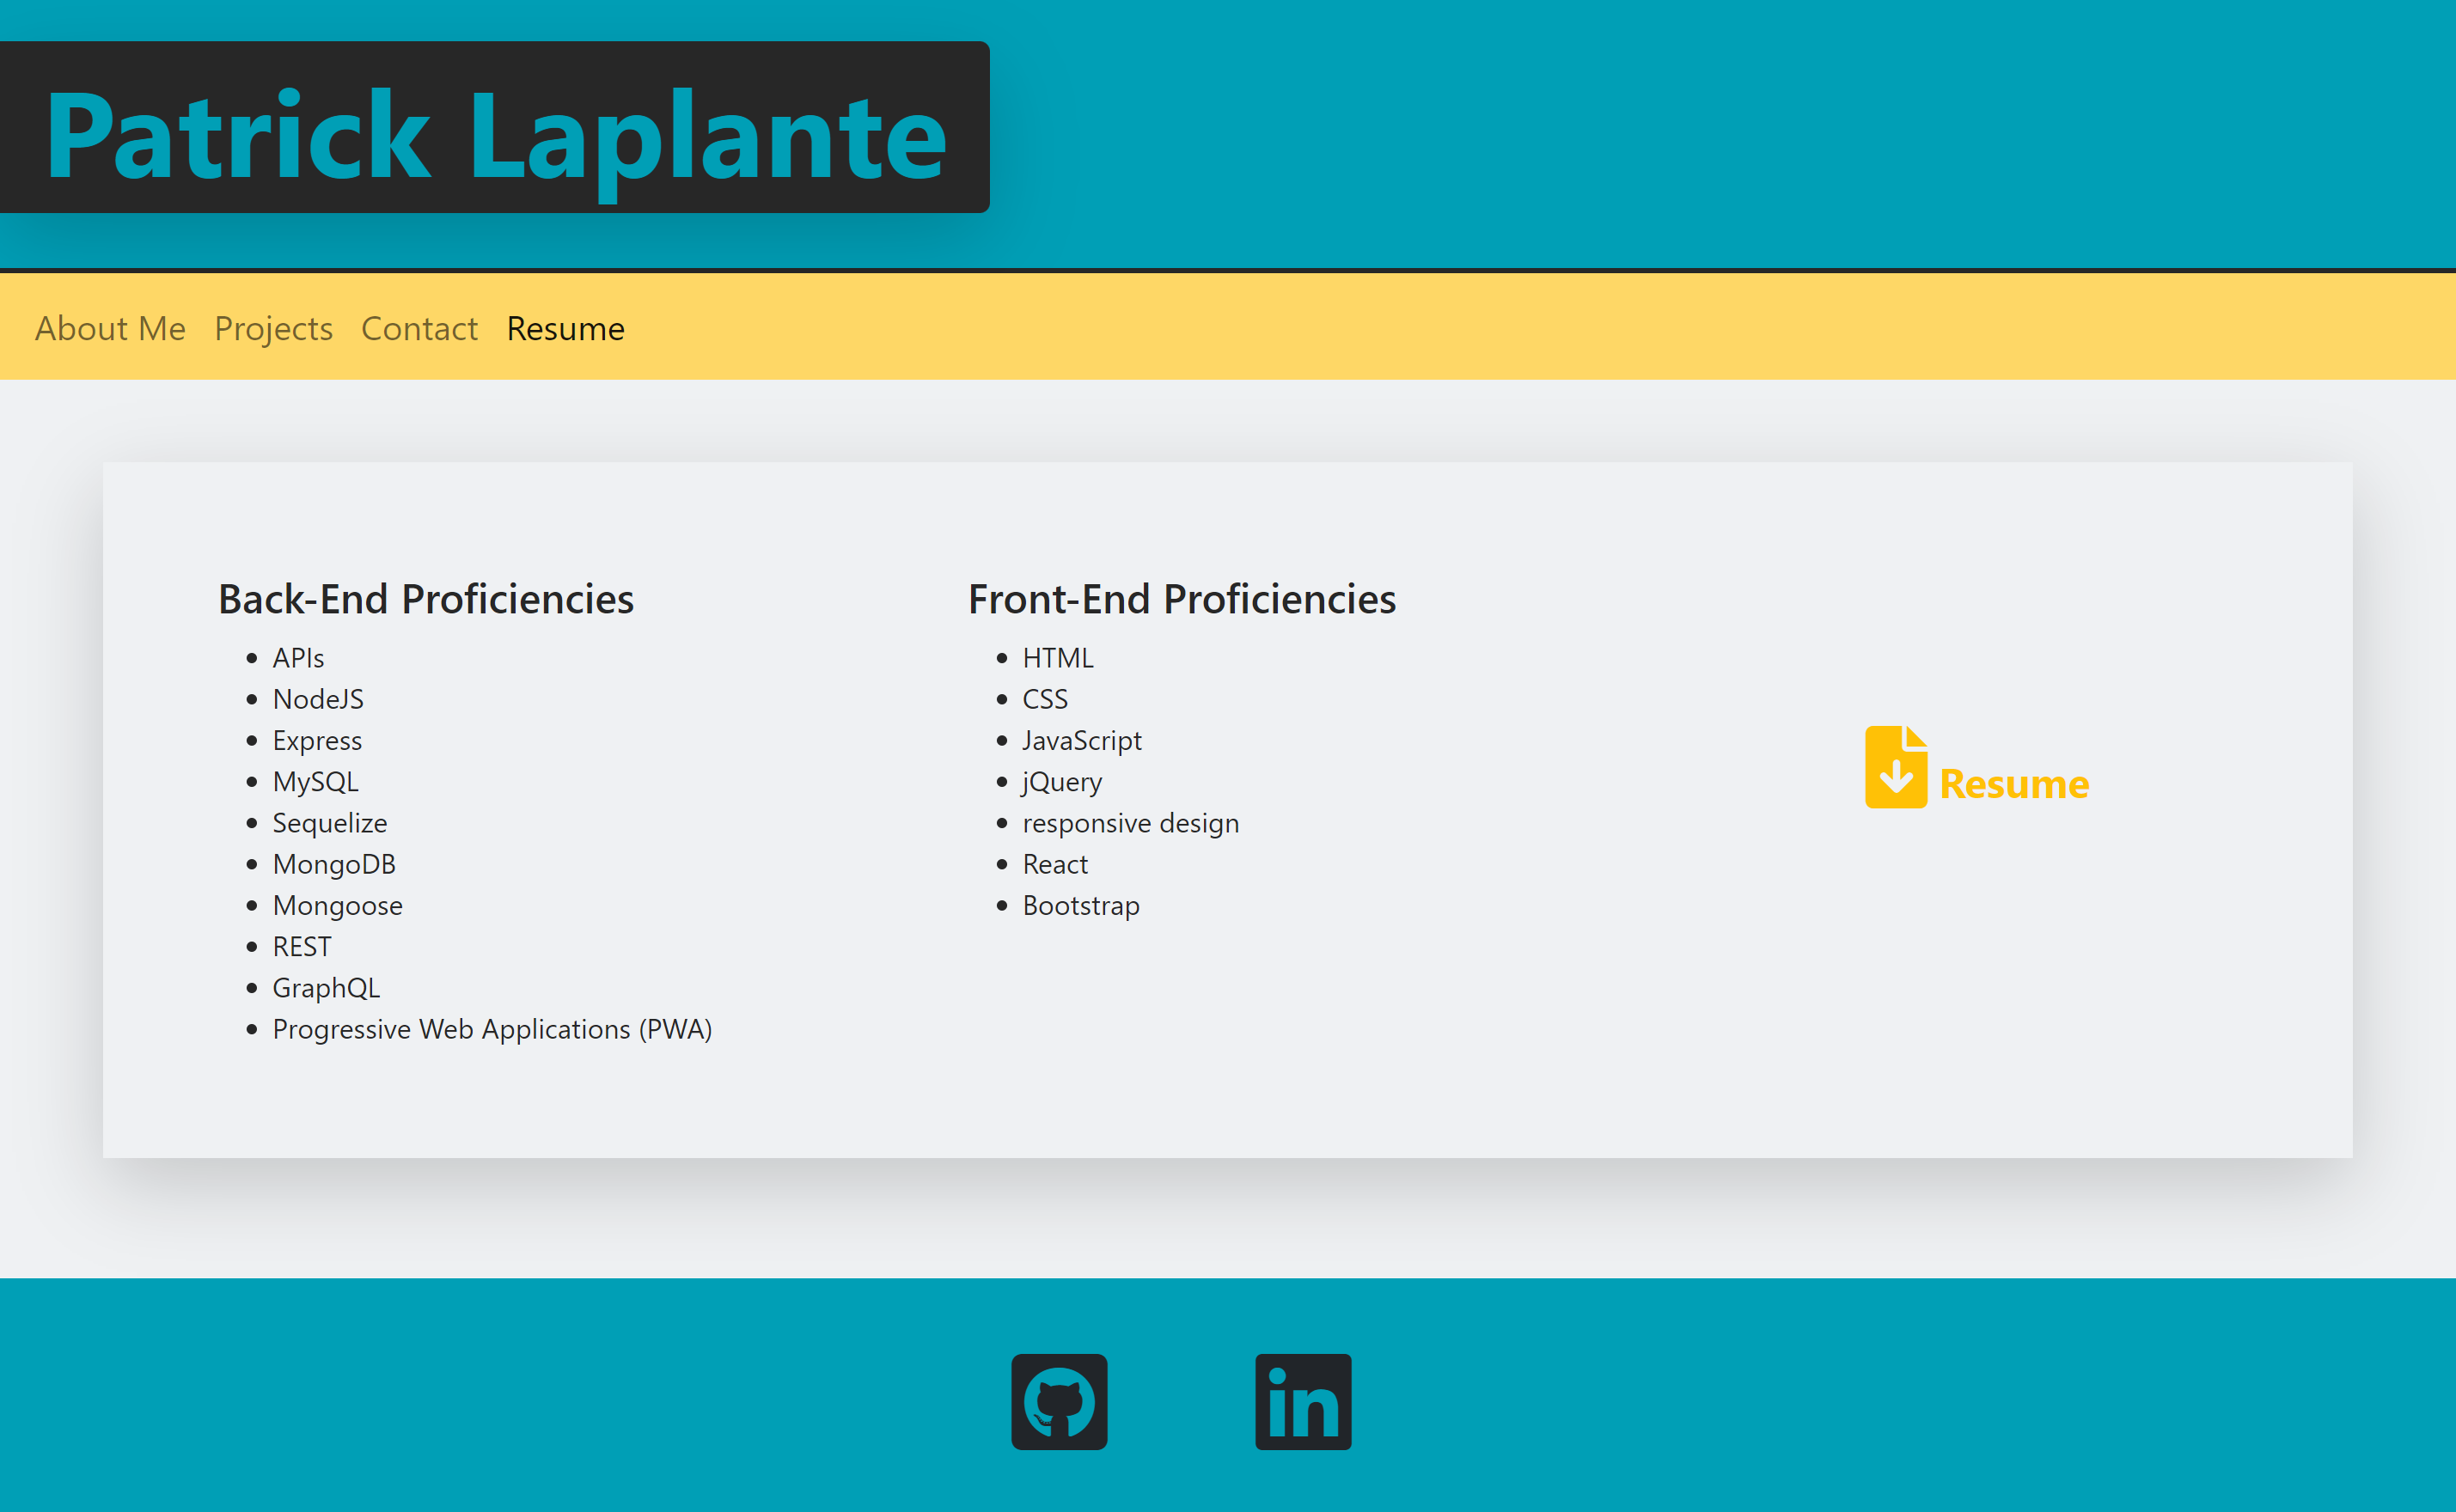 Patrick Laplante
About Me Projects Contact Resume
Back-End Proficiencies
APIs
NodeJS
Express
MySQL
Sequelize
MongoDB
Mongoose
REST
GraphQL
Progressive Web Applications (PWA)
Front-End Proficiencies
HTML
CSS
JavaScript
jQuery
responsive design
React
Bootstrap
Resume
in